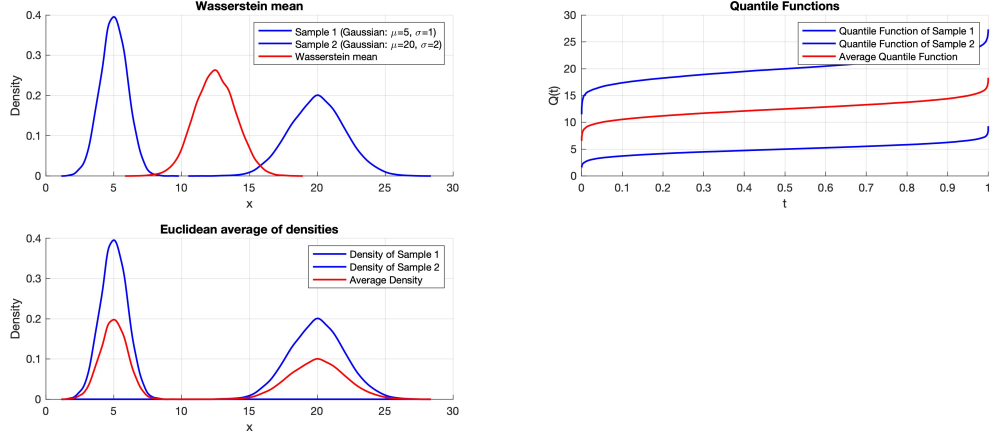 Wasserstein mean
0.4
0.3
0.2
0.1
0
Density
Sample 1 (Gaussian: μ=5, σ=1)
Sample 2 (Gaussian: μ=20, σ=2)
Wasserstein mean
0 5 10 15 20 25 30
x
Quantile Functions
30
25
20
15
10
5
0
Q(t)
Quantile Function of Sample 1
Quantile Function of Sample 2
Average Quantile Function
0 0.1 0.2 0.3 0.4 0.5 0.6 0.7 0.8 0.9 1
t
Euclidean average of densities
0.4
0.3
0.2
0.1
0
Density
Density of Sample 1
Density of Sample 2
Average Density
0 5 10 15 20 25 30
x